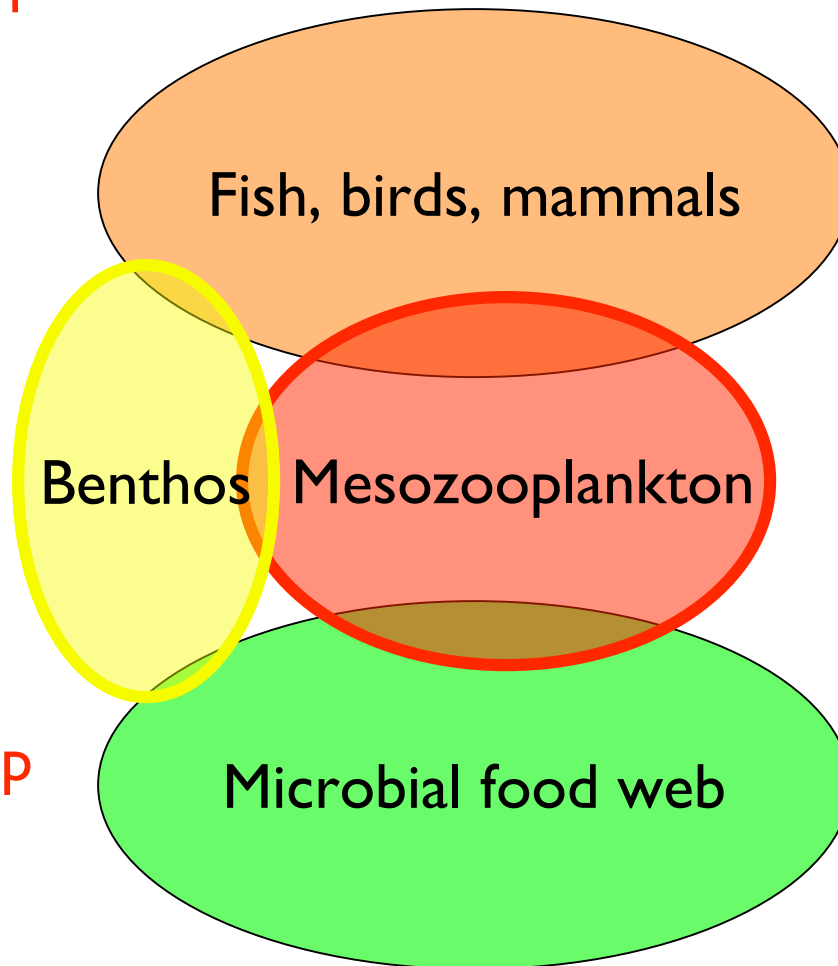 Fish, birds, mammals
Benthos
Mesozooplankton
p
Microbial food web